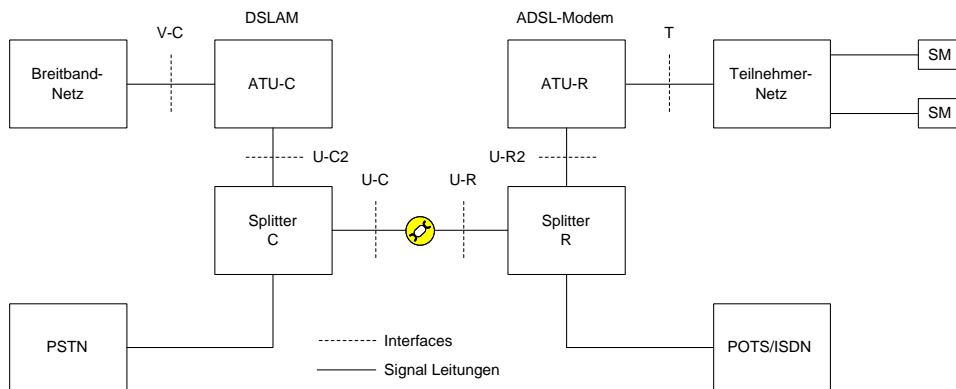 DSLAM
ADSL-Modem
V-C
T
Breitband-
Netz
ATU-C
ATU-R
Teilnehmer-
Netz
SM
SM
U-C2
U-R2
U-C
U-R
Splitter
C
Splitter
R
PSTN
Interfaces
Signal Leitungen
POTS/ISDN